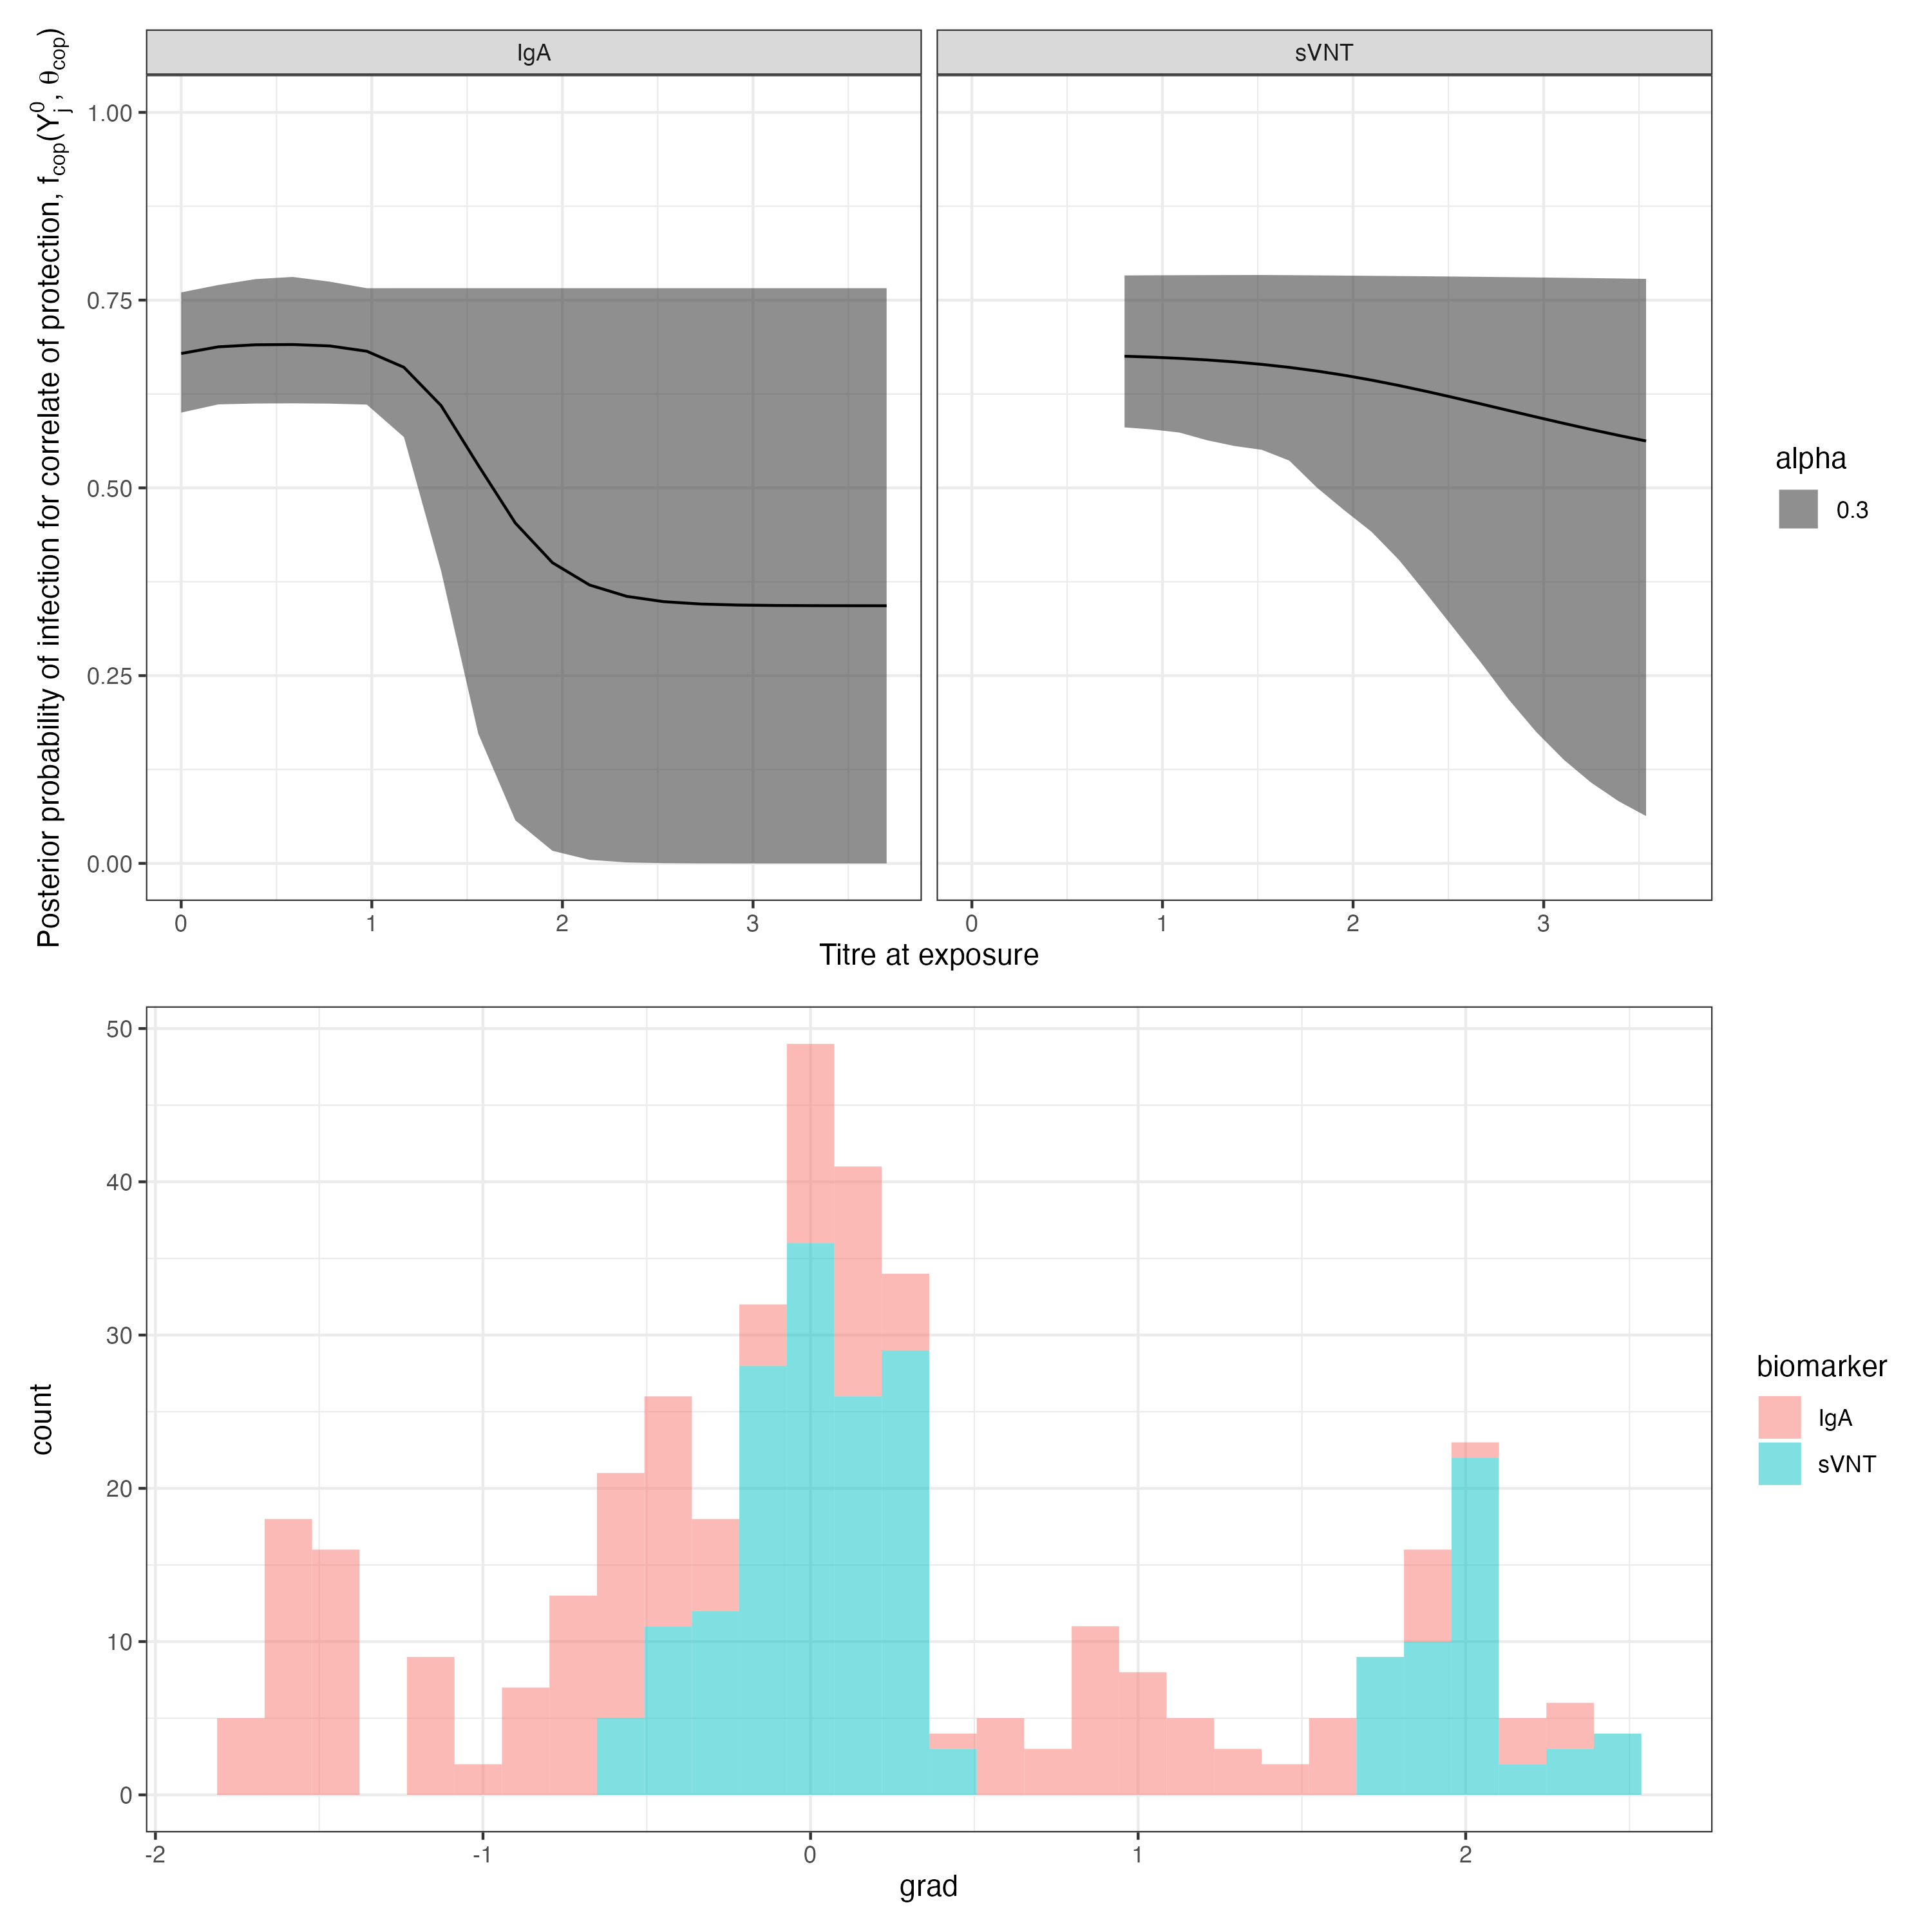 IgA
sVNT
Posterior probability of infection for correlate of protection, f_cop(Y_j^0, θ_cop)
1.00
0.75
0.50
0.25
0.00
0 1 2 3
0 1 2 3
Titre at exposure
alpha
0.3
50
40
30
20
10
0
count
-2 -1 0 1 2
grad
biomarker
IgA
sVNT